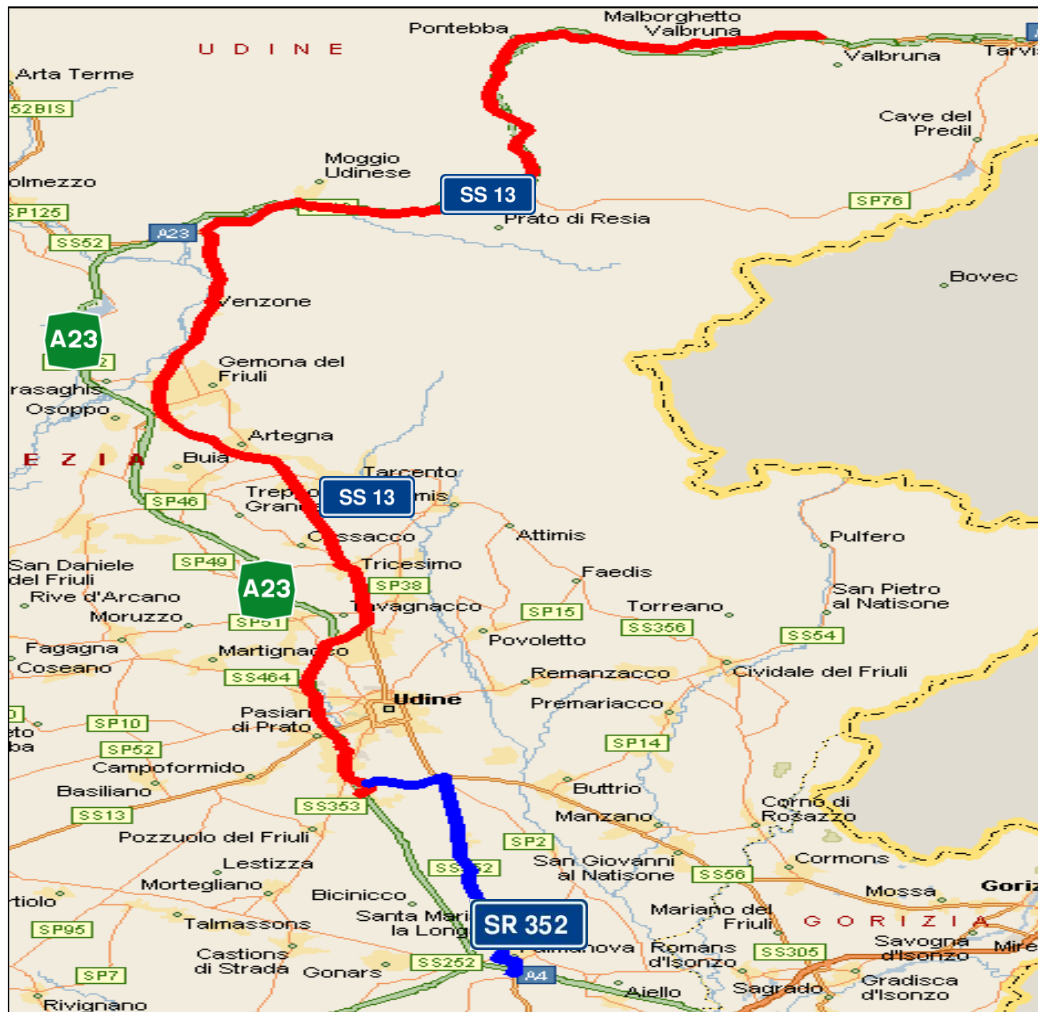 Malborghetto
Valbruna
Pontebba
UDINE
Tarvis
Valbruna
Arta Terme
52BIS
Cave del
Predil
Moggio
Udinese
olmezzo
SS 13
SP76
SP125
Prato di Resia
A23
SS52
Bovec
Venzone
A23
Gemona del
Friuli
rasaghis
Osoppo
Artegna
EZIA
Buia
Tarcento
SS 13
SP46
Attimis
Pulfero
Cassacco
SP49
San Daniele
del Friuli
Tricesimo
A23
SP38
Faedis
San Pietro
al Natisone
Rive d'Arcano
Moruzzo
SP51
Tavagnacco
SP15
Torreano
SS356
SS54
Fagagna
Povoletto
Coseano
Martignacco
SS464
Remanzacco
Cividale del Friuli
Udine
Premariacco
Pasian
di Prato
SP10
SP14
SP52
Campoformido
Basiliano
Buttrio
SS353
Corno di
Rosazzo
SS13
Manzano
Pozzuolo del Friuli
SP2
San Giovanni
al Natisone
Cormons
Lestizza
SS56
Mortegliano
Bicinicco
Mossa
Goriz
Talmassons
Santa Mari
la Long
SR 352
Mariano del
Friuli
GORIZIA
SP95
Castions
di Strada
Romans
d'Isonzo
SS305
Savogna
d'Isonzo
Mire
SP7
Gonars
SS252
A4
Aiello
Sagrado
Gradisca
d'Isonzo
Rivignano